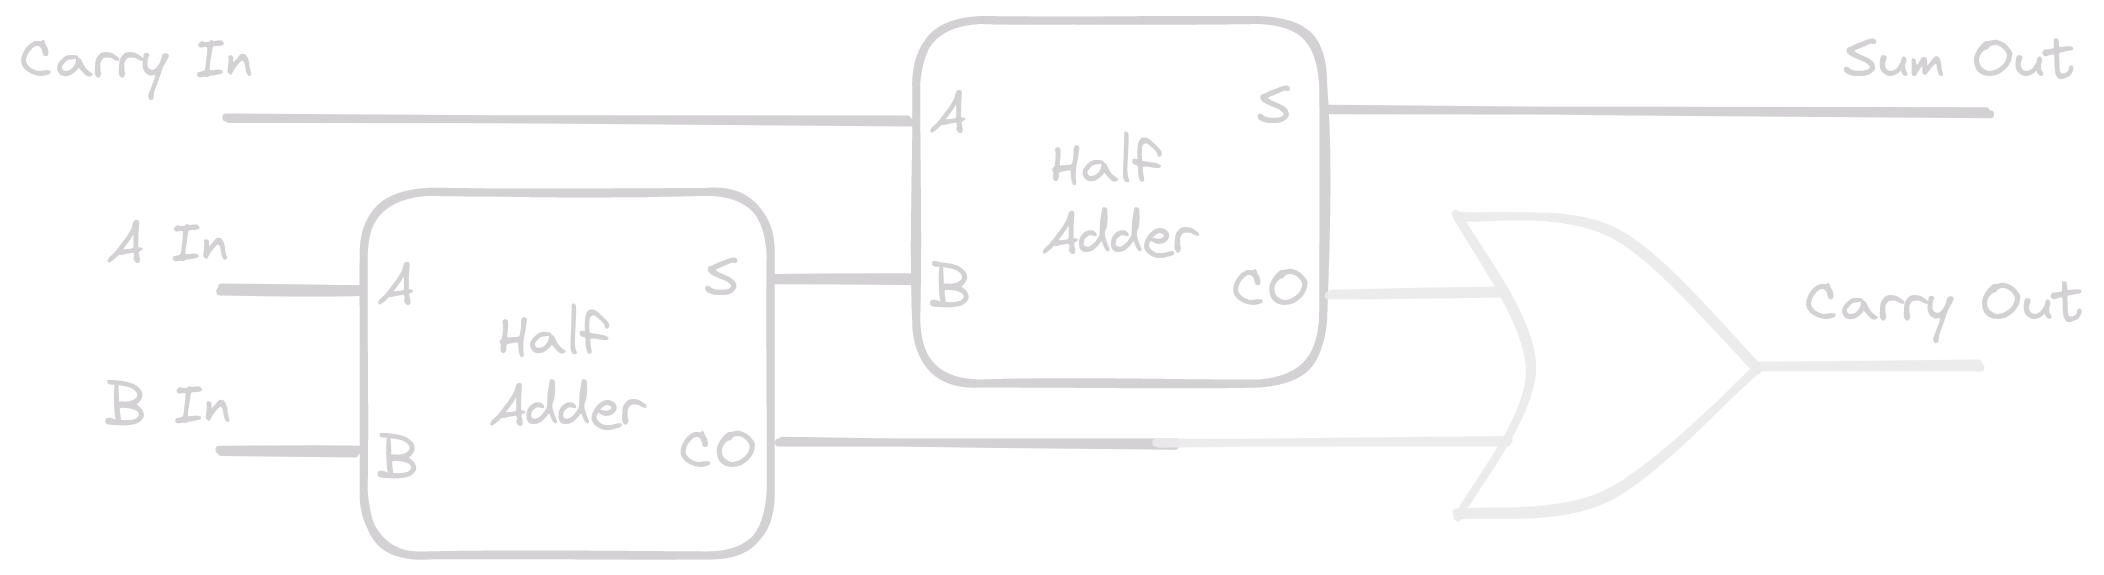 Carry In
A In
B In
A
B
Half
Adder
S
CO
A
B
Half
Adder
S
CO
Sum Out
Carry Out